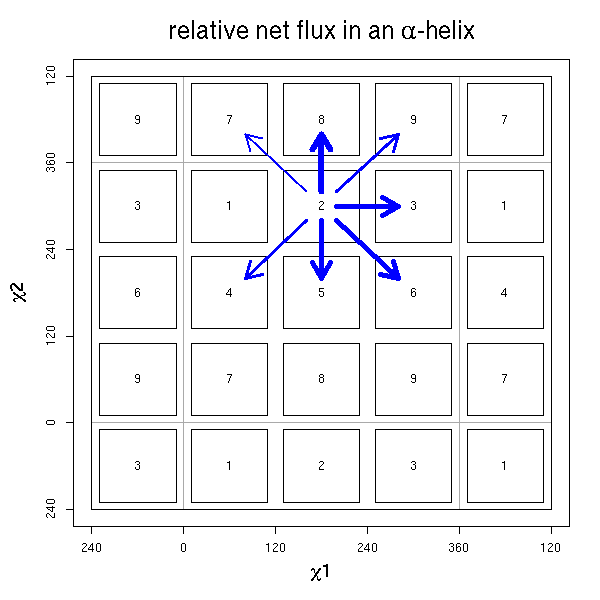 relative net flux in an α-helix
120
9 7 8 9 7
360
3 1 2 3 1
240
6 4 5 6 4
120
9 7 8 9 7
0
3 1 2 3 1
240
χ2
240 0 120 240 360 120
χ1